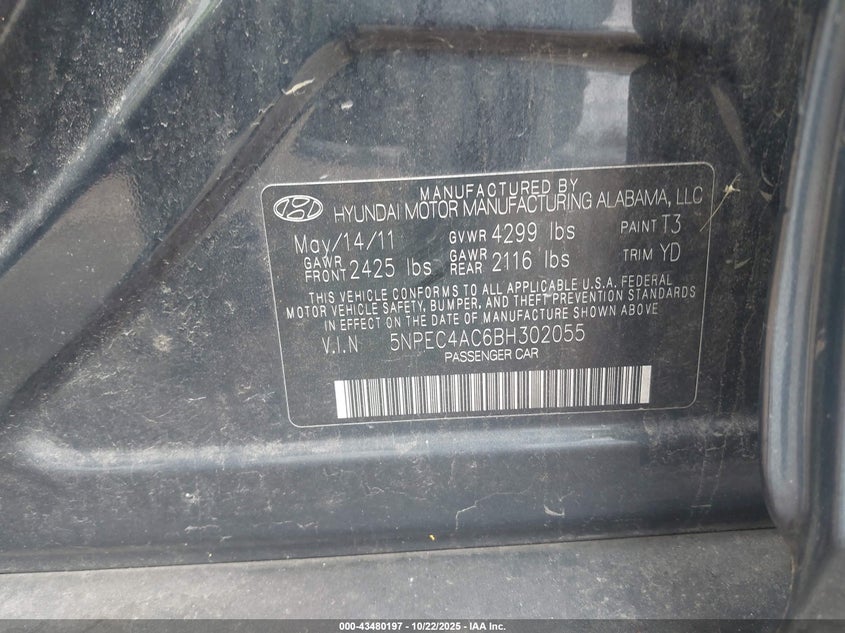 MANUFACTURED BY
HYUNDAI MOTOR MANUFACTURING ALABAMA, LLC
May/14/11 GVWR 4299 lbs PAINT T3
GAWR FRONT 2425 lbs GAWR REAR 2116 lbs TRIM YD
THIS VEHICLE CONFORMS TO ALL APPLICABLE U.S.A. FEDERAL
MOTOR VEHICLE SAFETY, BUMPER, AND THEFT PREVENTION STANDARDS
IN EFFECT ON THE DATE OF MANUFACTURE SHOWN ABOVE
V.I.N 5NPEC4AC6BH302055
PASSENGER CAR
000-43480197 - 10/22/2025 - IAA Inc.